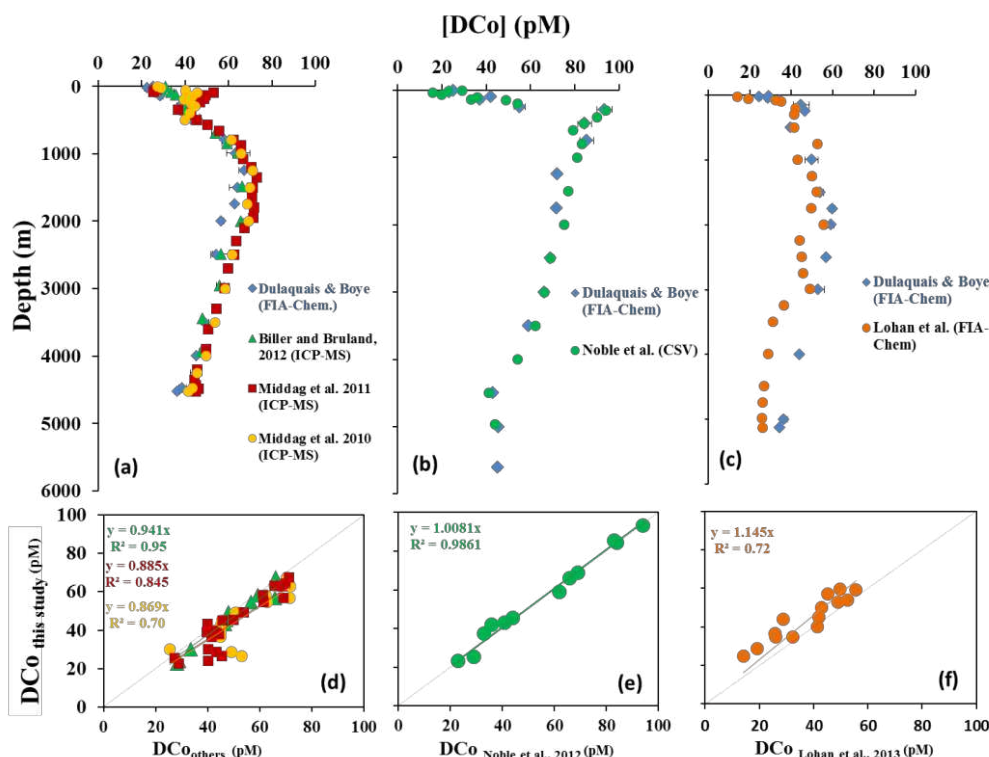 [DCo] (pM)
0 20 40 60 80 100
0 20 40 60 80 100
0 20 40 60 80 100
0
1000
2000
3000
4000
5000
6000
Depth (m)
Dulaquais & Boye
(FIA-Chem.)
Biller and Bruland,
2012 (ICP-MS)
Middag et al. 2011
(ICP-MS)
Middag et al. 2010
(ICP-MS)
(a)
Dulaquais & Boye
(FIA-Chem)
Noble et al. (CSV)
(b)
Dulaquais & Boye
(FIA-Chem)
Lohan et al. (FIA-
Chem)
(c)
DCo this study (pM)
100
80
60
40
20
0
y = 0.941x
R² = 0.95
y = 0.885x
R² = 0.845
y = 0.869x
R² = 0.70
(d)
0 20 40 60 80 100
DCo others (pM)
y = 1.0081x
R² = 0.9861
(e)
0 20 40 60 80 100
DCo Noble et al., 2012 (pM)
y = 1.145x
R² = 0.72
(f)
0 20 40 60 80 100
DCo Lohan et al., 2013 (pM)